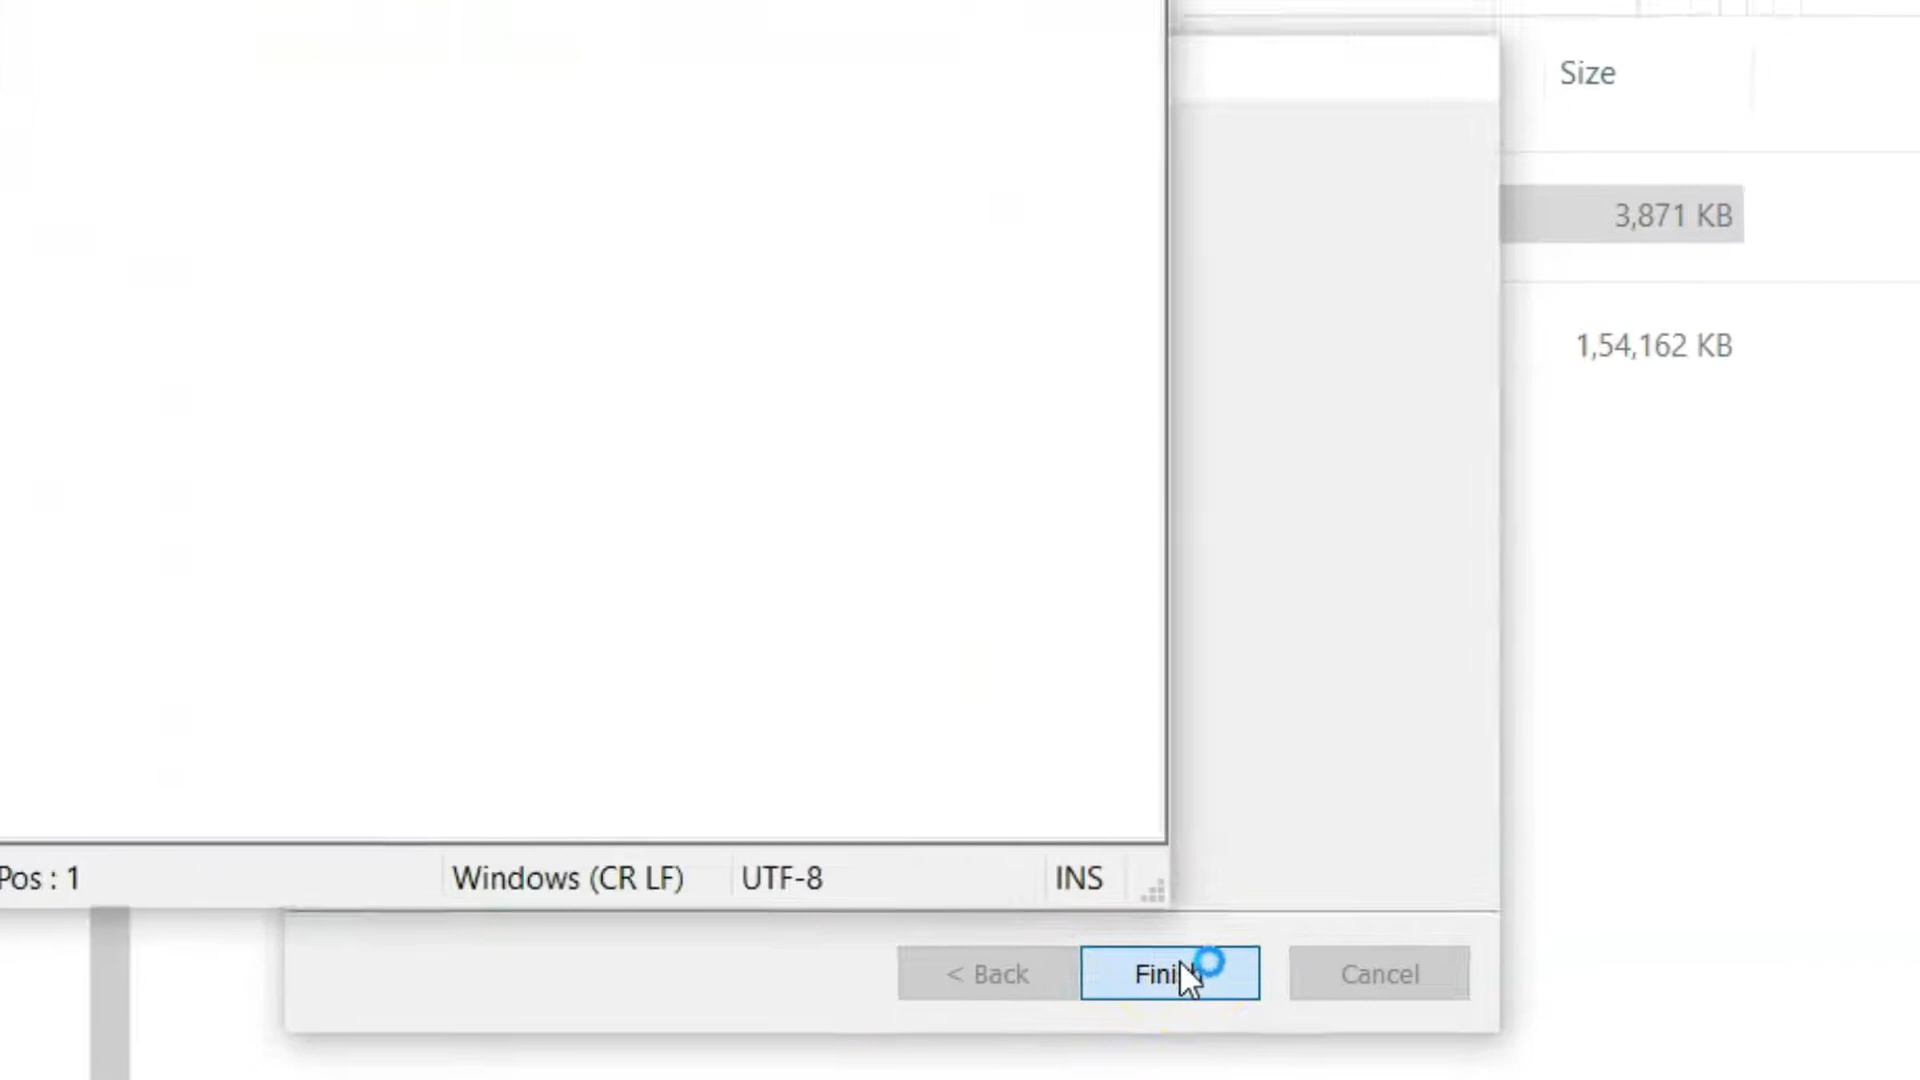 Size
3,871 KB
1,54,162 KB
Pos : 1
Windows (CR LF)
UTF-8
INS
< Back
Cancel